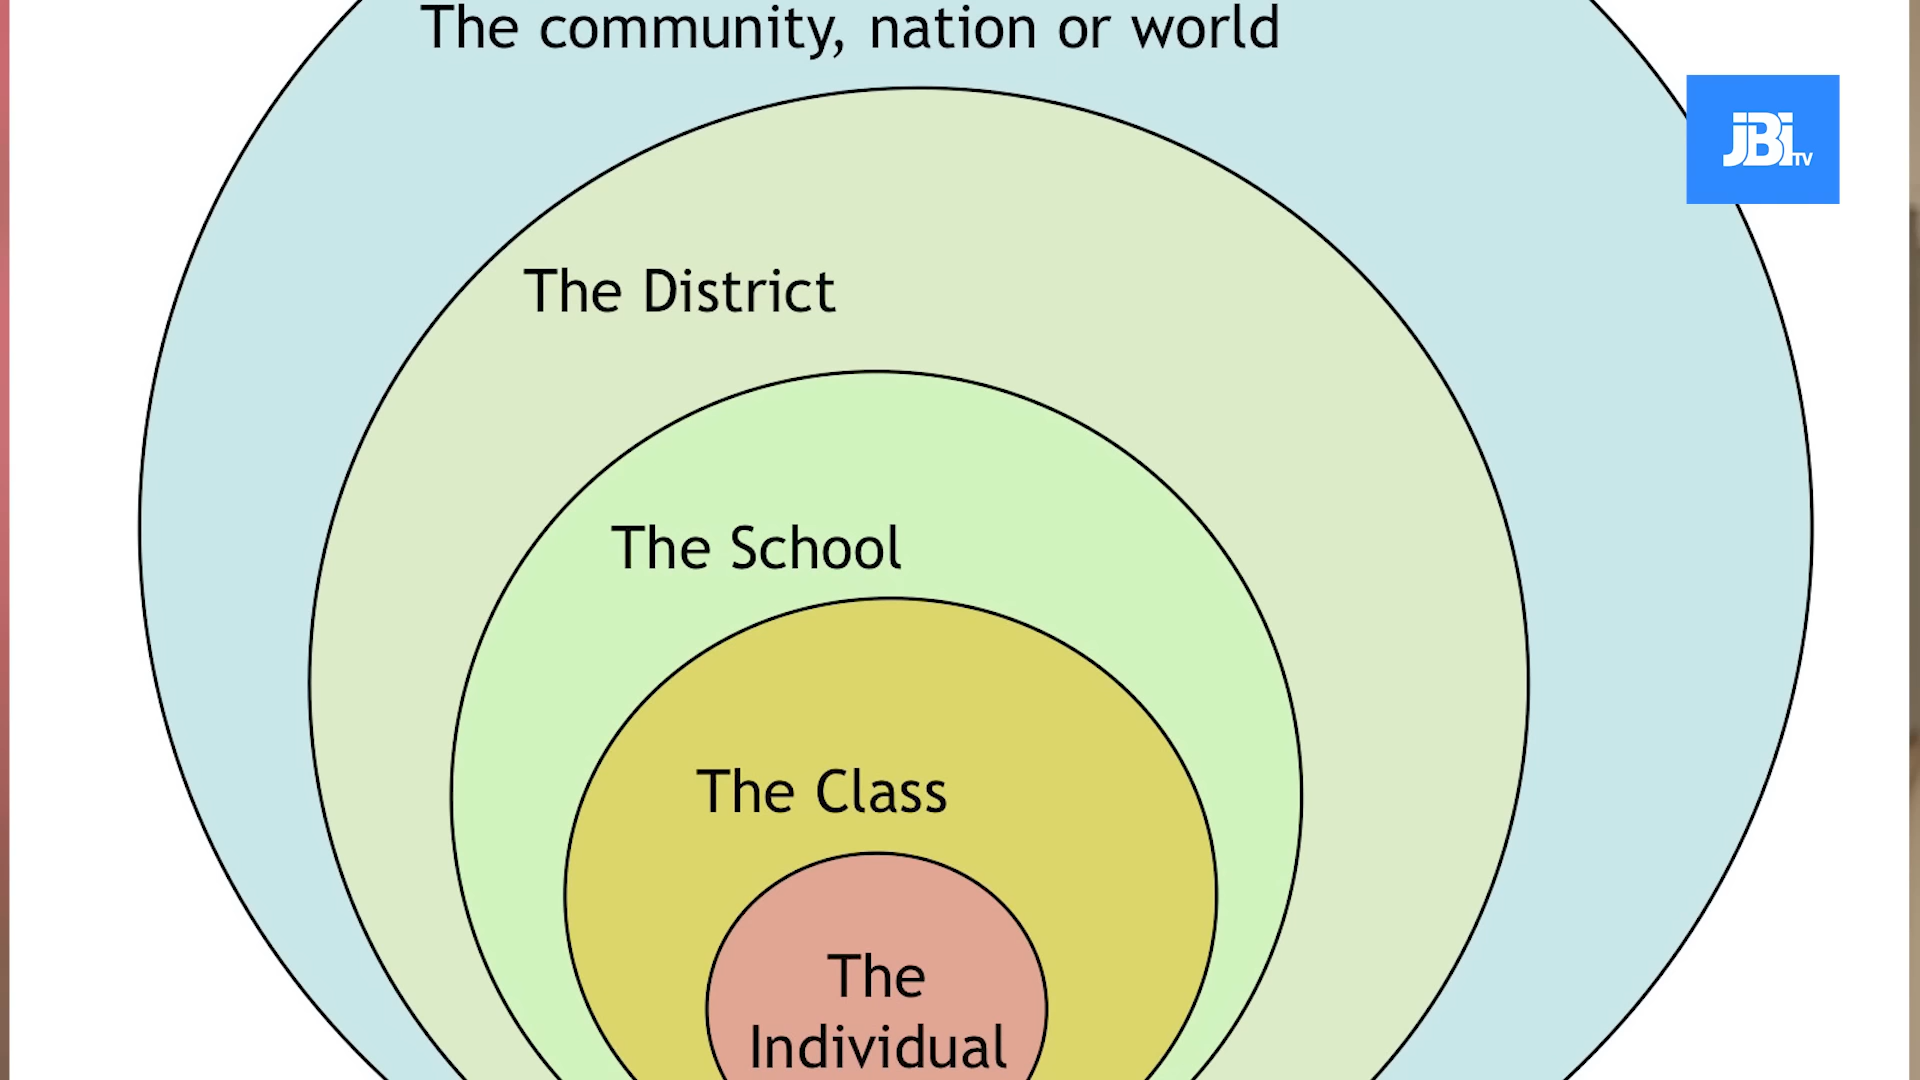 The community, nation or world
JBi TV
The District
The School
The Class
The
Individual